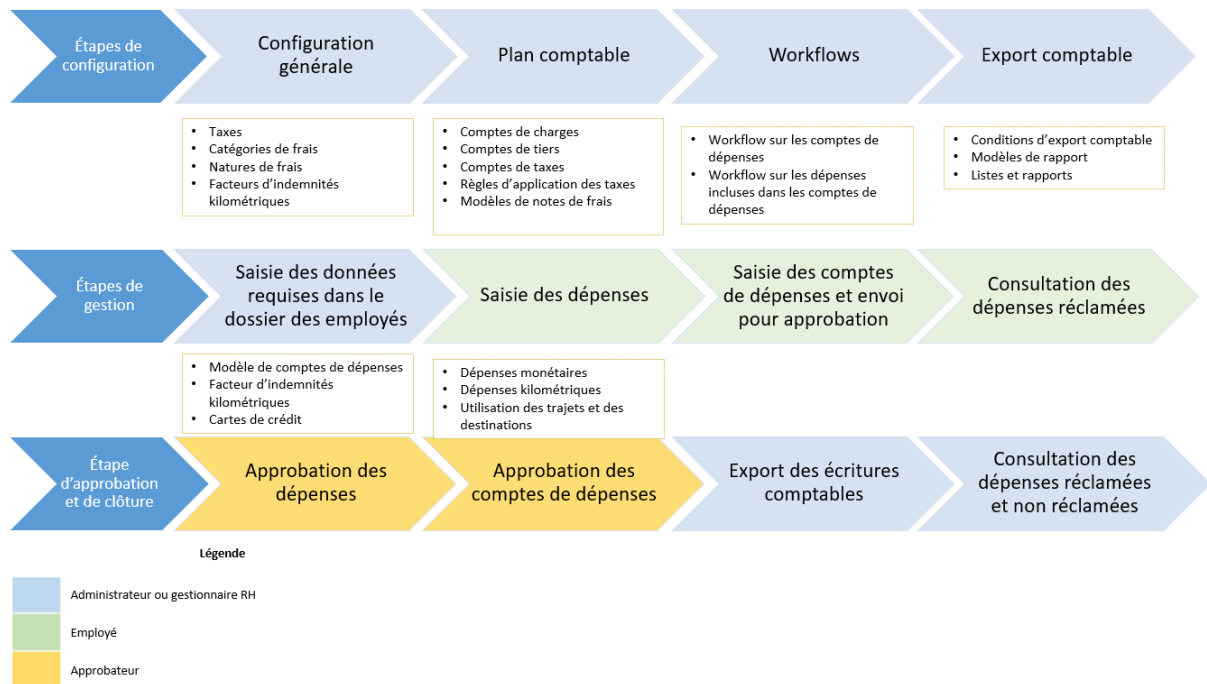 Étapes de
configuration
Configuration
générale
Plan comptable
Workflows
Export comptable
• Taxes
• Catégories de frais
• Natures de frais
• Facteurs d'indemnités
kilométriques
• Comptes de charges
• Comptes de tiers
• Comptes de taxes
• Règles d'application des taxes
• Modèles de notes de frais
• Workflow sur les comptes de
dépenses
• Workflow sur les dépenses
incluses dans les comptes de
dépenses
• Conditions d'export comptable
• Modèles de rapport
• Listes et rapports
Étapes de
gestion
Saisie des données
requises dans le
dossier des employés
Saisie des dépenses
Saisie des comptes
de dépenses et envoi
pour approbation
Consultation des
dépenses réclamées
• Modèle de comptes de dépenses
• Facteur d'indemnités
kilométriques
• Cartes de crédit
• Dépenses monétaires
• Dépenses kilométriques
• Utilisation des trajets et des
destinations
Étape
d'approbation
et de clôture
Approbation des
dépenses
Approbation des
comptes de dépenses
Export des écritures
comptables
Consultation des
dépenses réclamées
et non réclamées
Légende
Administrateur ou gestionnaire RH
Employé
Approbateur